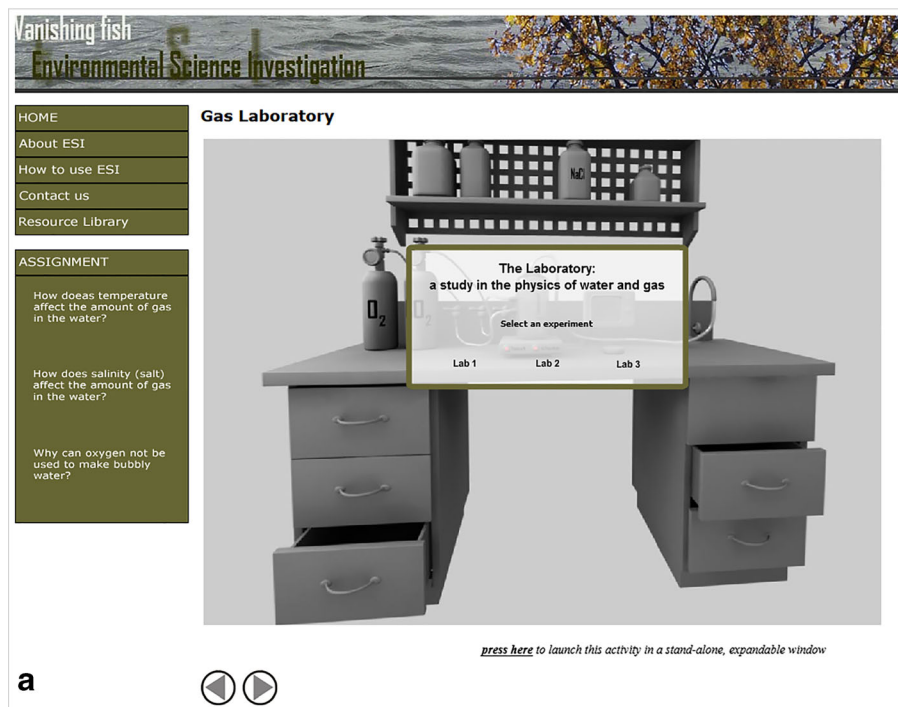 Vanishing fish
Environmental Science Investigation
HOME
About ESI
How to use ESI
Contact us
Resource Library
ASSIGNMENT
How doeas temperature
affect the amount of gas
in the water?
How does salinity (salt)
affect the amount of gas
in the water?
Why can oxygen not be
used to make bubbly
water?
Gas Laboratory
NaCl
O2
O2
The Laboratory:
a study in the physics of water and gas
Select an experiment
Lab 1 Lab 2 Lab 3
press here to launch this activity in a stand-alone, expandable window
a